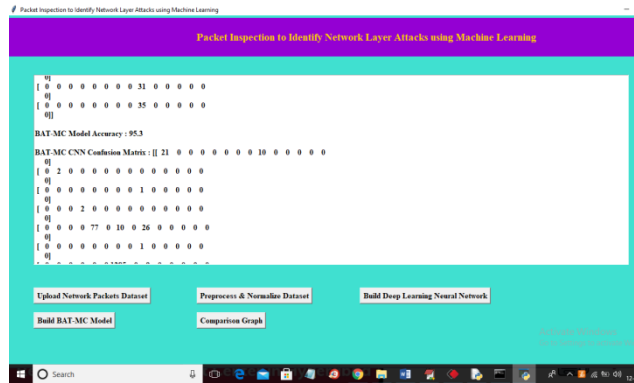 Packet Inspection to Identify Network Layer Attacks using Machine Learning
Packet Inspection to Identify Network Layer Attacks using Machine Learning
0]
[ 0 0 0 0 0 0 0 0 31 0 0 0 0 0
0]
[ 0 0 0 0 0 0 0 0 35 0 0 0 0 0
0]]
BAT-MC Model Accuracy : 95.3
BAT-MC CNN Confusion Matrix : [[ 21 0 0 0 0 0 0 0 10 0 0 0 0 0
0]
[ 0 2 0 0 0 0 0 0 0 0 0 0 0 0
0]
[ 0 0 0 0 0 0 0 0 1 0 0 0 0 0
0]
[ 0 0 0 2 0 0 0 0 0 0 0 0 0 0
0]
[ 0 0 0 0 77 0 10 0 26 0 0 0 0 0
0]
[ 0 0 0 0 0 0 0 0 1 0 0 0 0 0
0]
Upload Network Packets Dataset Preprocess & Normalize Dataset Build Deep Learning Neural Network
Build BAT-MC Model Comparison Graph
Search